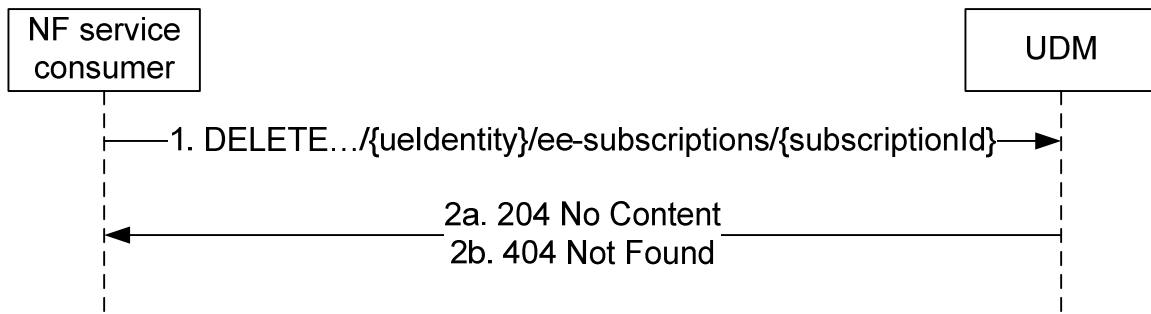 NF service
consumer
UDM
1. DELETE…/{ueIdentity}/ee-subscriptions/{subscriptionId}
2a. 204 No Content
2b. 404 Not Found